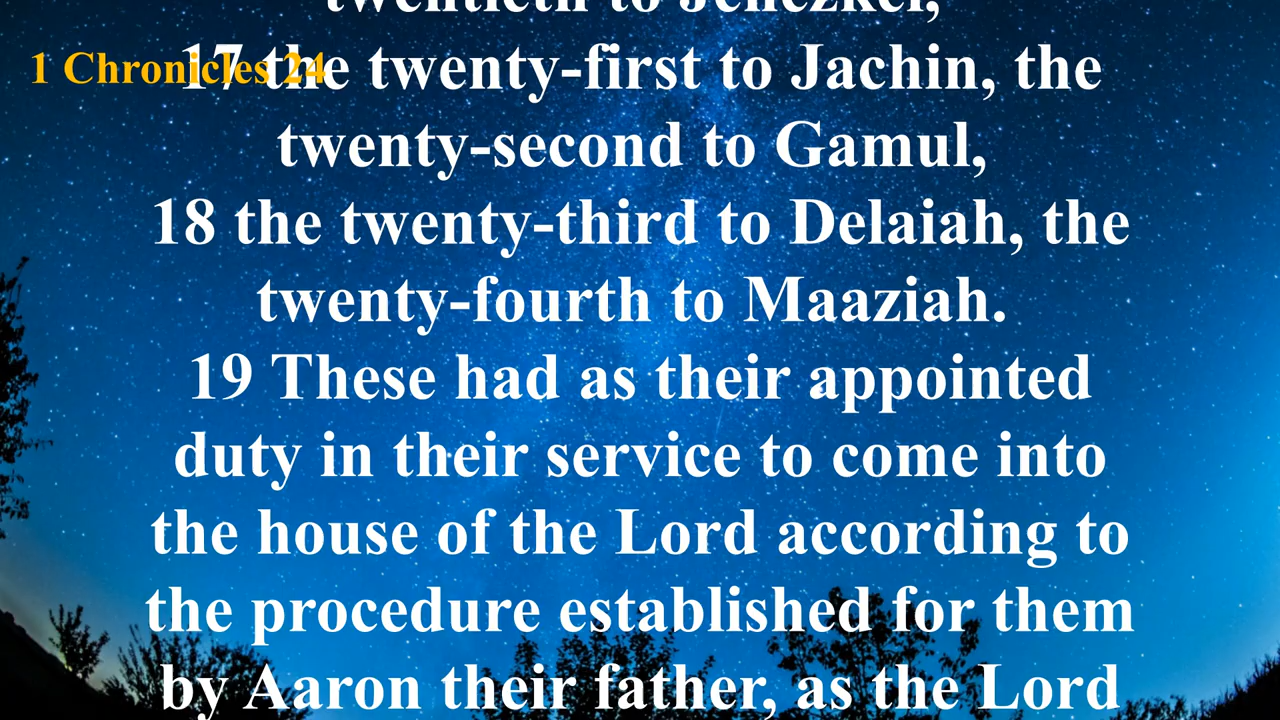 twentieth to Jehezkel,
1 Chronicles 24
17 the twenty-first to Jachin, the
twenty-second to Gamul,
18 the twenty-third to Delaiah, the
twenty-fourth to Maaziah.
19 These had as their appointed
duty in their service to come into
the house of the Lord according to
the procedure established for them
by Aaron their father, as the Lord